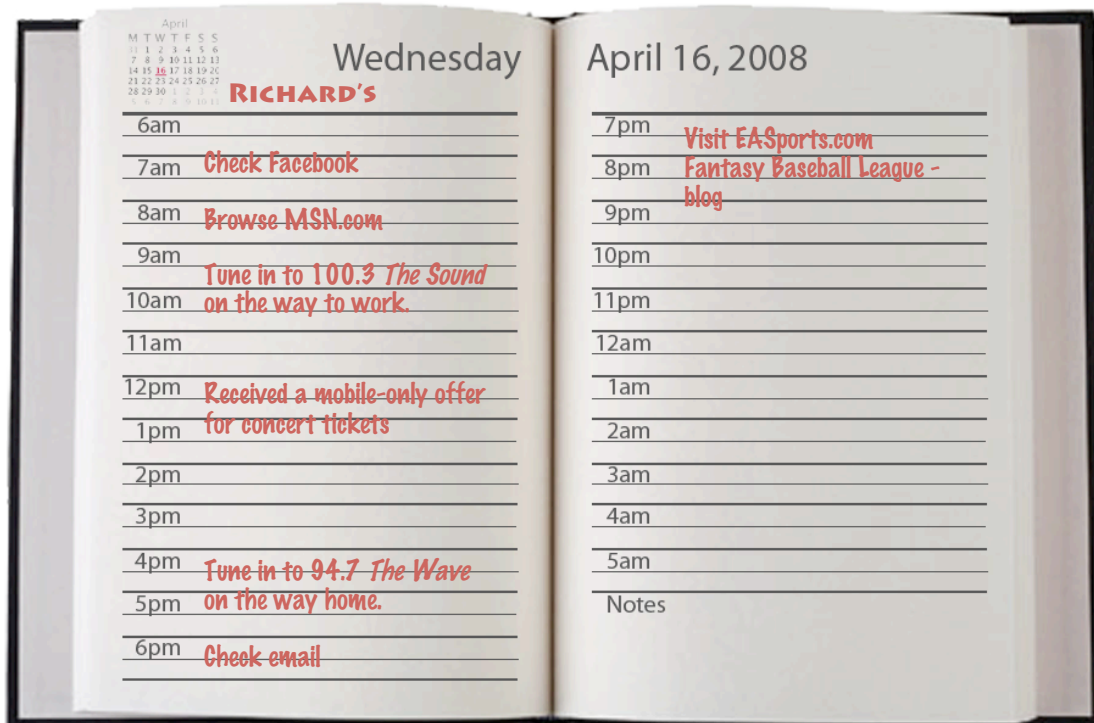 April
M T W T F S S
31 1 2 3 4 5 6
7 8 9 10 11 12 13
14 15 16 17 18 19 20
21 22 23 24 25 26 27
28 29 30 1 2 3 4
5 6 7 8 9 10 11
Wednesday
RICHARD'S
6am
7am Check Facebook
8am Browse MSN.com
9am
Tune in to 100.3 The Sound
10am on the way to work.
11am
12pm Received a mobile-only offer
for concert tickets
1pm
2pm
3pm
4pm Tune in to 94.7 The Wave
5pm on the way home.
6pm Check email
April 16, 2008
7pm Visit EASports.com
8pm Fantasy Baseball League -
blog
9pm
10pm
11pm
12am
1am
2am
3am
4am
5am
Notes